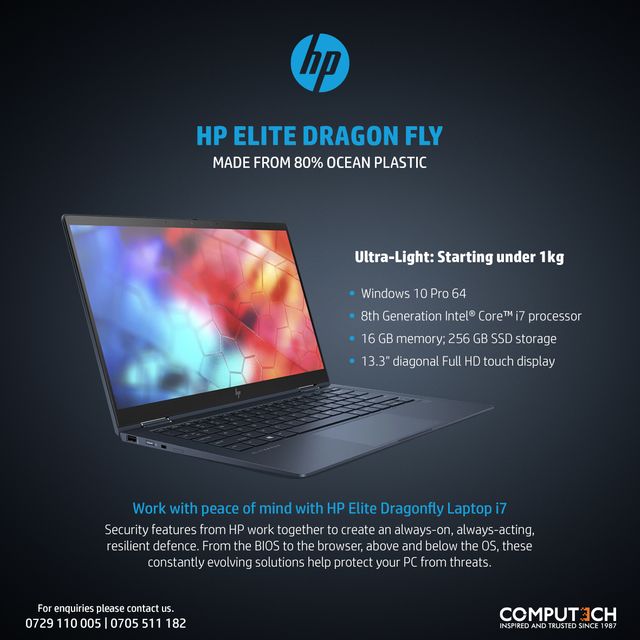 hp
HP ELITE DRAGON FLY
MADE FROM 80% OCEAN PLASTIC
Ultra-Light: Starting under 1kg
• Windows 10 Pro 64
• 8th Generation Intel® Core™ i7 processor
• 16 GB memory; 256 GB SSD storage
• 13.3" diagonal Full HD touch display
hp
Work with peace of mind with HP Elite Dragonfly Laptop i7
Security features from HP work together to create an always-on, always-acting,
resilient defence. From the BIOS to the browser, above and below the OS, these
constantly evolving solutions help protect your PC from threats.
For enquiries please contact us.
0729 110 005 | 0705 511 182
COMPUTECH
INSPIRED AND TRUSTED SINCE 1987